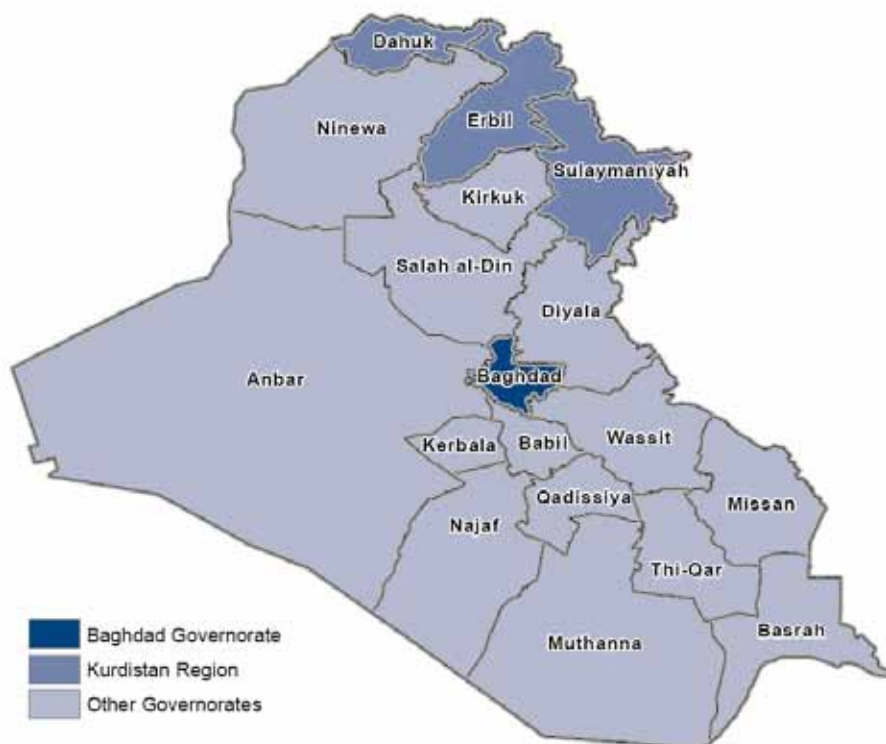 Dahuk
Ninewa
Erbil
Sulaymaniyah
Kirkuk
Salah al-Din
Diyala
Anbar
Baghdad
Kerbala
Babil
Wassit
Qadissiya
Najaf
Missan
Thi-Qar
Muthanna
Basrah
Baghdad Governorate
Kurdistan Region
Other Governorates